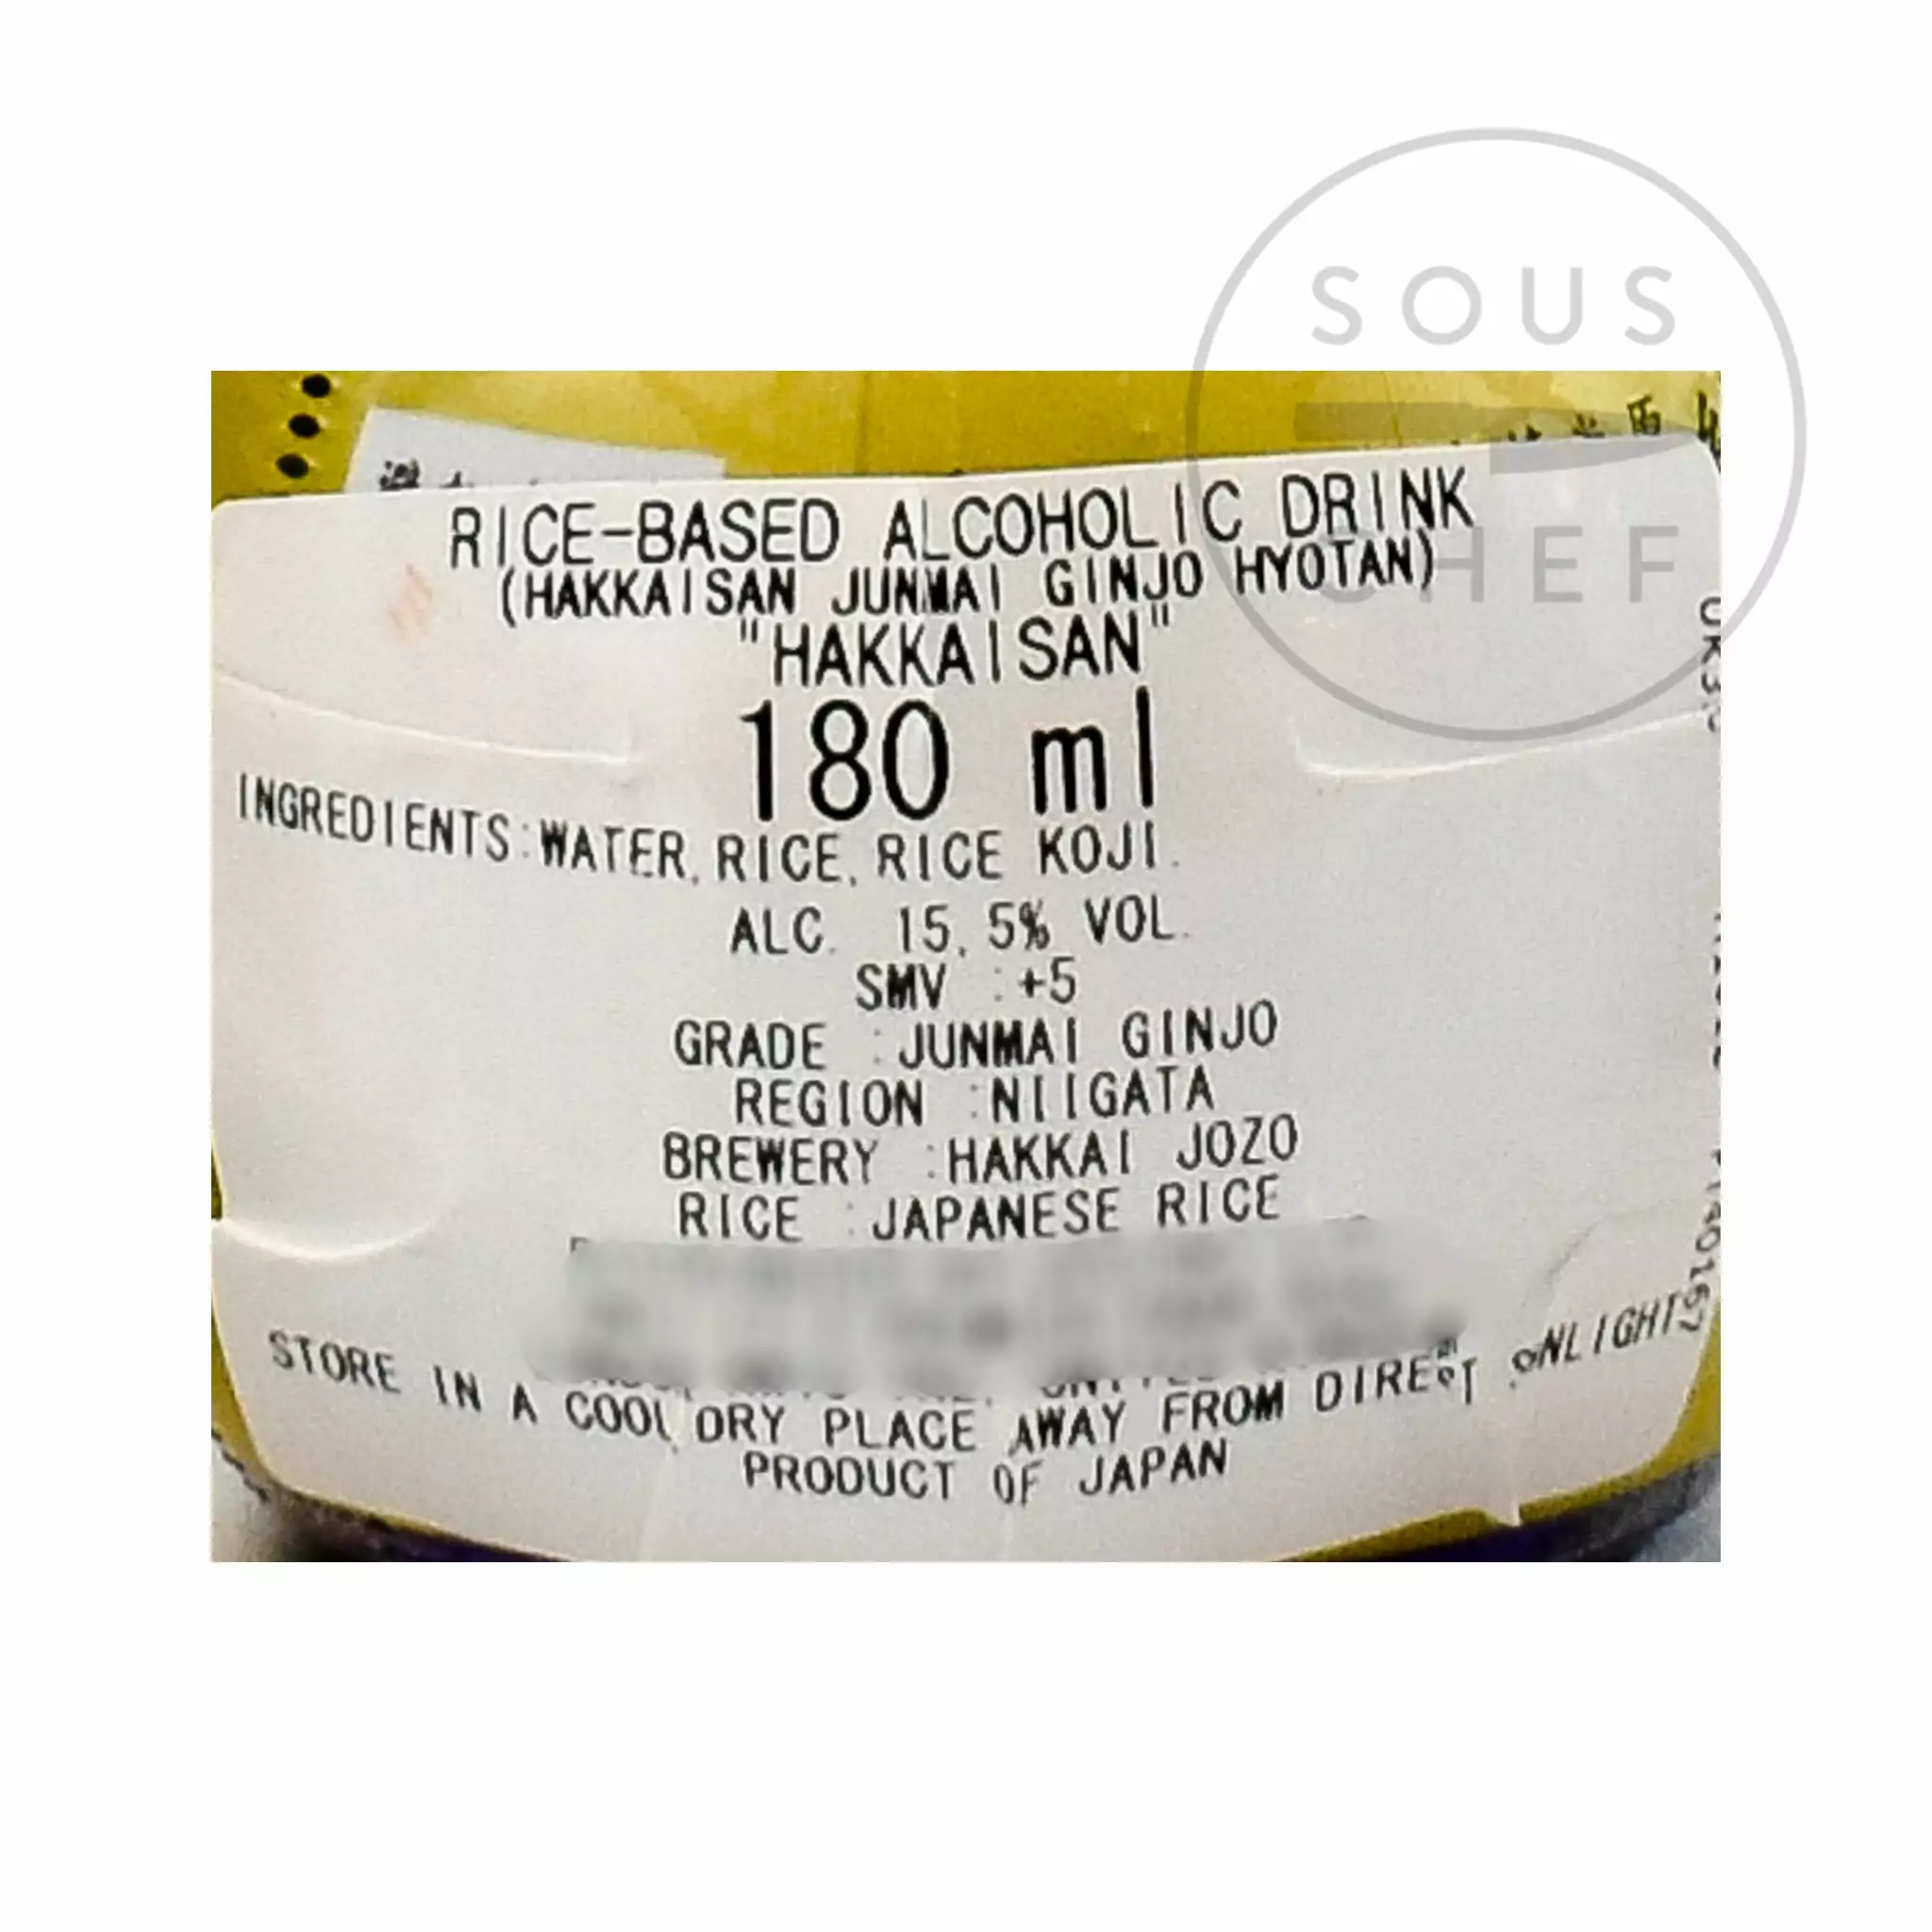 SOUS
CHEF
RICE-BASED ALCOHOLIC DRINK
(HAKKAISAN JUNMAI GINJO HYOTAN)
"HAKKAISAN"
180 ml
INGREDIENTS:WATER, RICE, RICE KOJI.
ALC. 15.5% VOL.
SMV :+5
GRADE :JUNMAI GINJO
REGION :NIIGATA
BREWERY :HAKKAI JOZO
RICE :JAPANESE RICE
STORE IN A COOL DRY PLACE AWAY FROM DIRECT
PRODUCT OF JAPAN